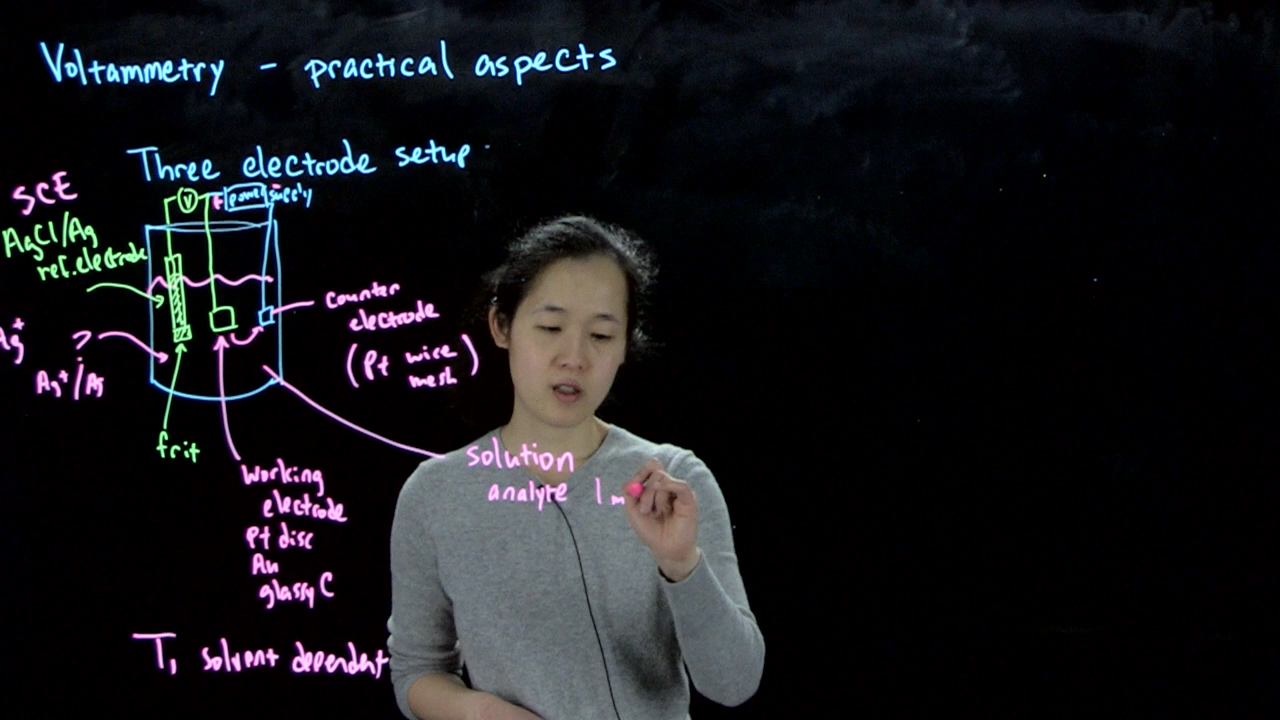 Voltammetry - practical aspects
Three electrode setup
SCE
V
+ power supply -
AgCl/Ag
ref. electrode
counter
electrode
(Pt wire
mesh)
Ag+
?
Ag+/Ag
frit
solution
analyte 1 m
working
electrode
Pt disc
Au
glassy C
T, solvent dependent